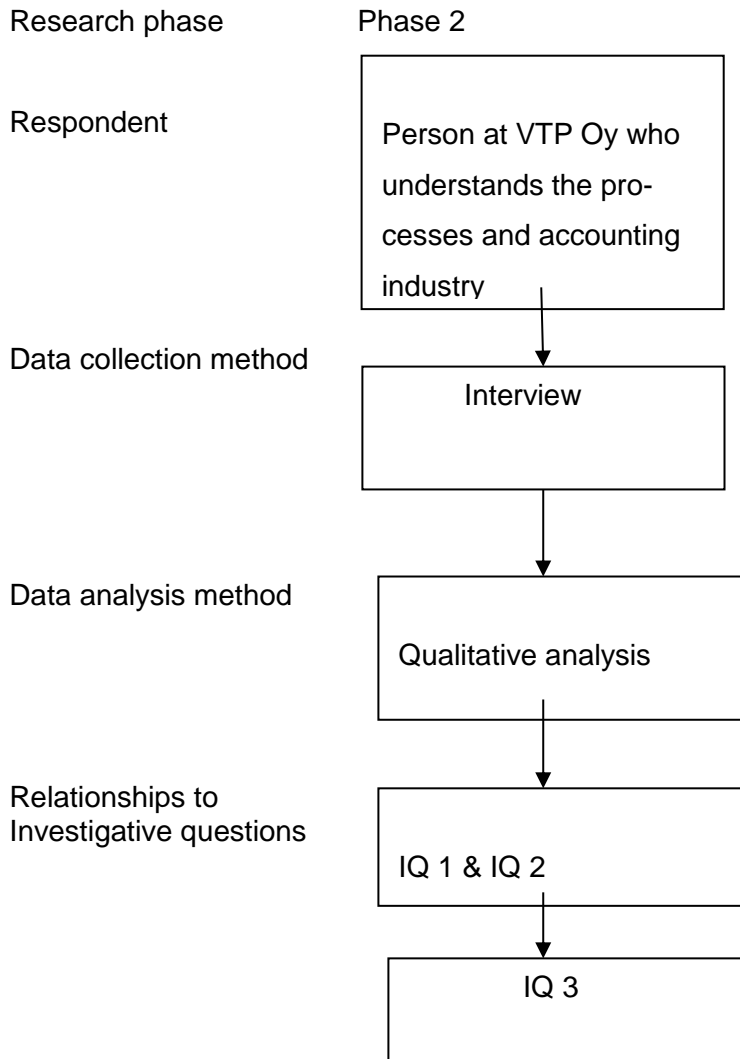 Research phase Phase 2
Respondent
Person at VTP Oy who
understands the pro-
cesses and accounting
industry
Data collection method
Interview
Data analysis method
Qualitative analysis
Relationships to
Investigative questions
IQ 1 & IQ 2
IQ 3